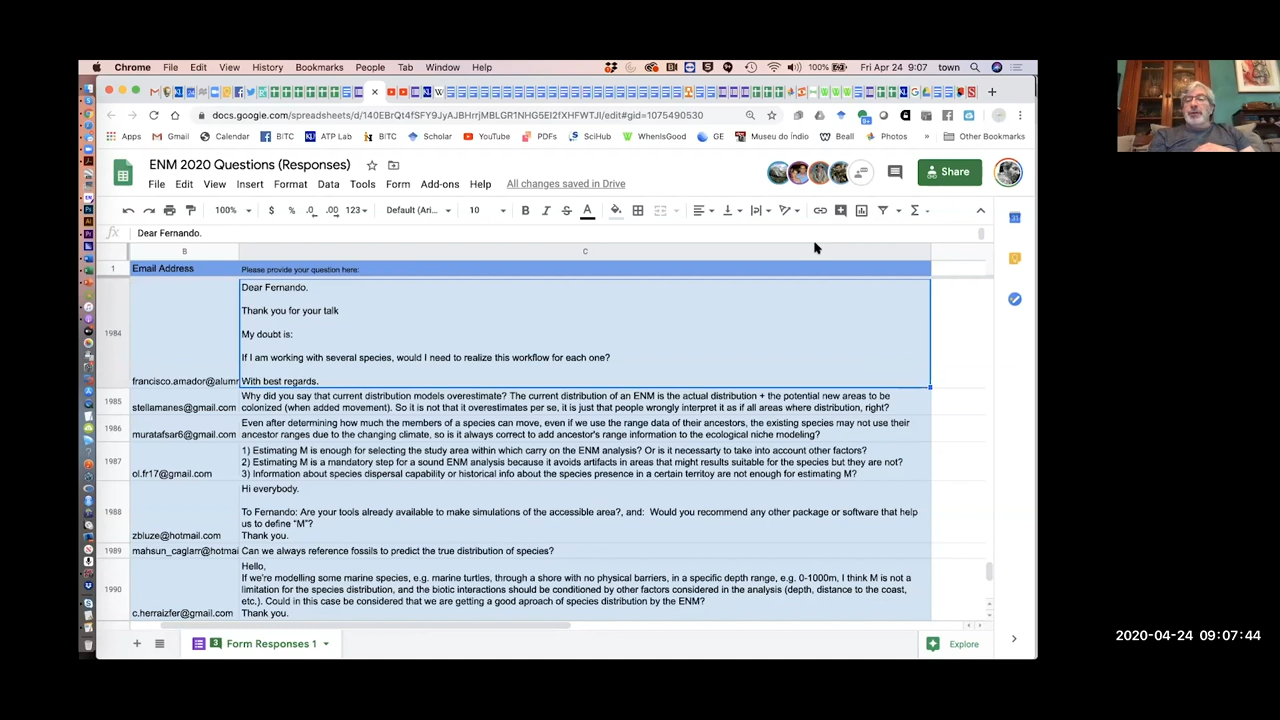 Chrome File Edit View History Bookmarks People Tab Window Help 100% Fri Apr 24 9:07 town
docs.google.com/spreadsheets/d/140EBrQt4fSFY9JyAJBHrrjMBLGR1NHG5EI2fXHFWTJI/edit#gid=1075490530
Apps Gmail Calendar BITC ATP Lab BITC Scholar YouTube PDFs SciHub WhenIsGood GE Museu do Índio Beall Photos Other Bookmarks
ENM 2020 Questions (Responses)
Share
File Edit View Insert Format Data Tools Form Add-ons Help All changes saved in Drive
100% $ % .0 .00 123 Default (Ari... 10 B I S A
fx Dear Fernando.
B C
1 Email Address Please provide your question here:
Dear Fernando.
Thank you for your talk
1984 My doubt is:
If I am working with several species, would I need to realize this workflow for each one?
francisco.amador@alumn With best regards.
1985 Why did you say that current distribution models overestimate? The current distribution of an ENM is the actual distribution + the potential new areas to be
stellamanes@gmail.com colonized (when added movement). So it is not that it overestimates per se, it is just that people wrongly interpret it as if all areas where distribution, right?
1986 Even after determining how much the members of a species can move, even if we use the range data of their ancestors, the existing species may not use their
muratafsar6@gmail.com ancestor ranges due to the changing climate, so is it always correct to add ancestor's range information to the ecological niche modeling?
1) Estimating M is enough for selecting the study area within which carry on the ENM analysis? Or is it necessary to take into account other factors?
1987 2) Estimating M is a mandatory step for a sound ENM analysis because it avoids artifacts in areas that might results suitable for the species but they are not?
ol.fr17@gmail.com 3) Information about species dispersal capability or historical info about the species presence in a certain territoy are not enough for estimating M?
Hi everybody.
1988 To Fernando: Are your tools already available to make simulations of the accessible area?, and: Would you recommend any other package or software that help
us to define "M"?
zbluze@hotmail.com Thank you.
1989 mahsun_caglarr@hotmai Can we always reference fossils to predict the true distribution of species?
Hello,
If we're modelling some marine species, e.g. marine turtles, through a shore with no physical barriers, in a specific depth range, e.g. 0-1000m, I think M is not a
1990 limitation for the species distribution, and the biotic interactions should be conditioned by other factors considered in the analysis (depth, distance to the coast,
etc.). Could in this case be considered that we are getting a good aproach of species distribution by the ENM?
c.herraizfer@gmail.com Thank you.
3 Form Responses 1 Explore
2020-04-24 09:07:44